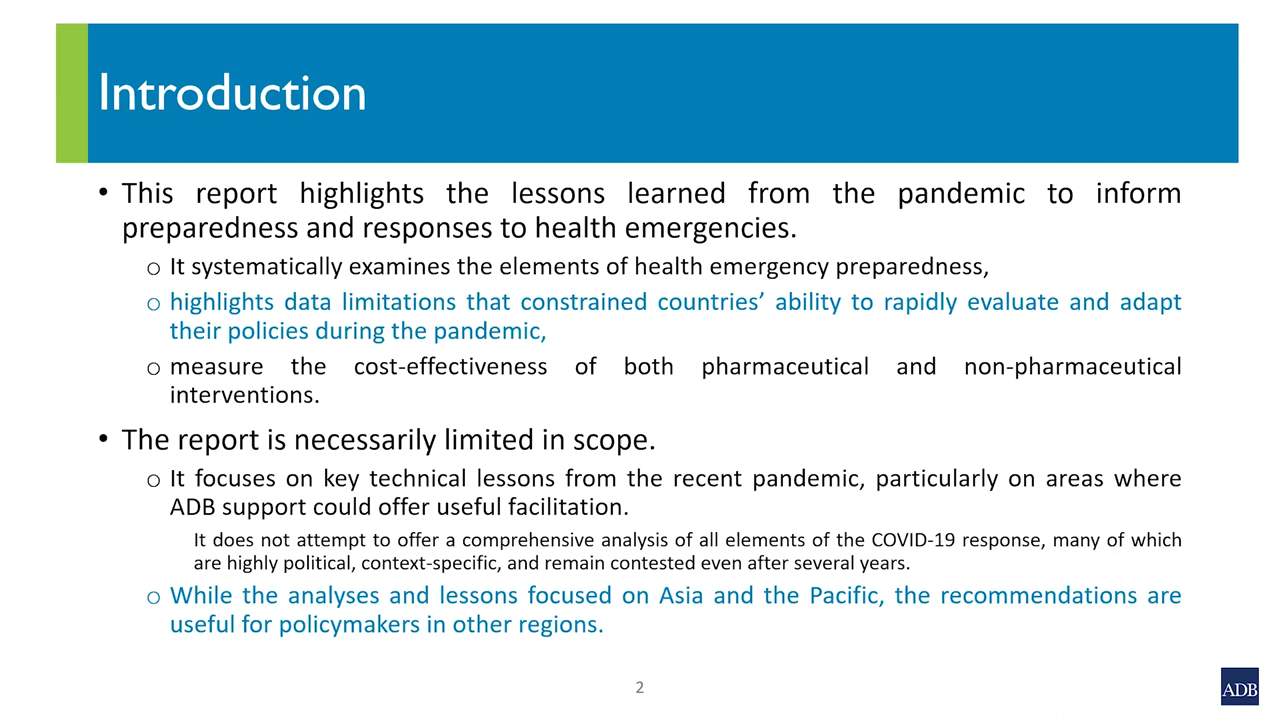 Introduction
• This report highlights the lessons learned from the pandemic to inform
preparedness and responses to health emergencies.
o It systematically examines the elements of health emergency preparedness,
o highlights data limitations that constrained countries’ ability to rapidly evaluate and adapt
their policies during the pandemic,
o measure the cost-effectiveness of both pharmaceutical and non-pharmaceutical
interventions.
• The report is necessarily limited in scope.
o It focuses on key technical lessons from the recent pandemic, particularly on areas where
ADB support could offer useful facilitation.
It does not attempt to offer a comprehensive analysis of all elements of the COVID-19 response, many of which
are highly political, context-specific, and remain contested even after several years.
o While the analyses and lessons focused on Asia and the Pacific, the recommendations are
useful for policymakers in other regions.
2
ADB